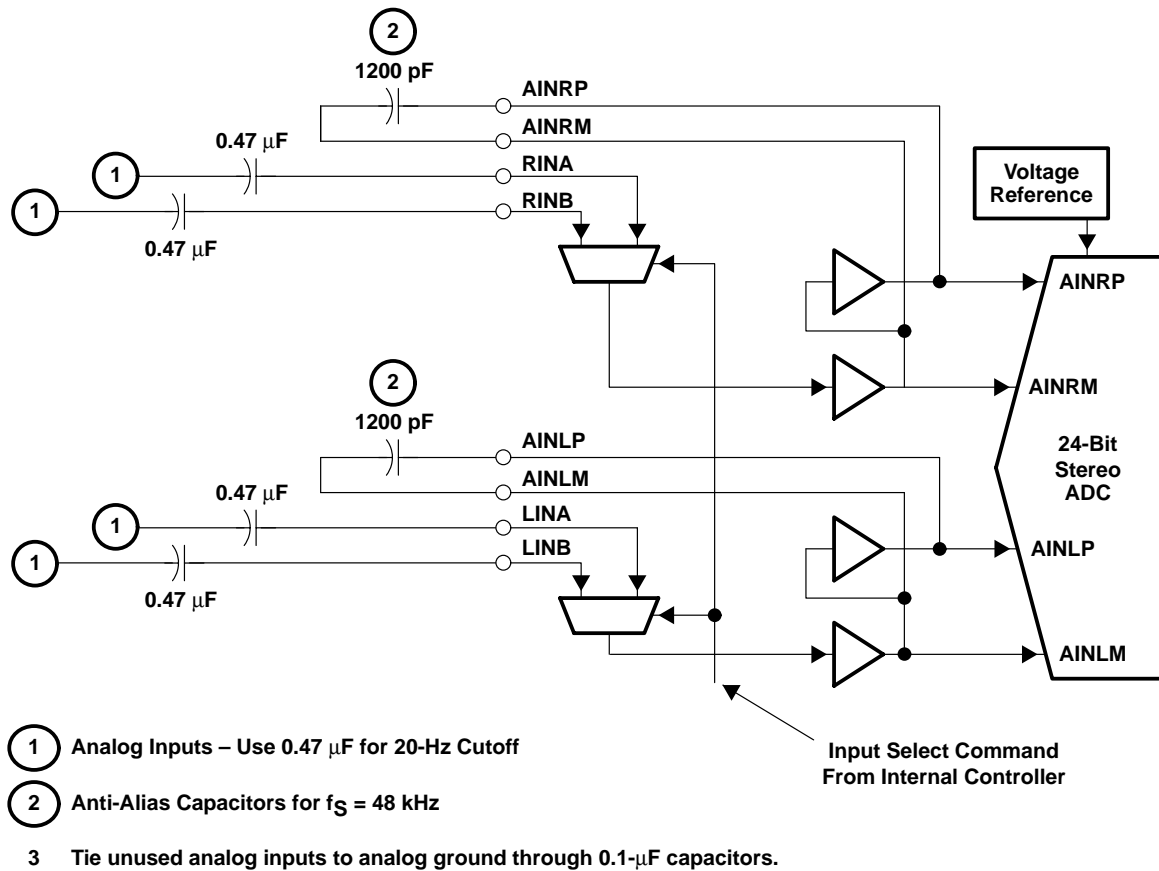 2
1200 pF
AINRP
AINRM
0.47 μF
RINA
1
RINB
1
0.47 μF
Voltage
Reference
AINRP
AINRM
2
1200 pF
AINLP
AINLM
0.47 μF
LINA
1
LINB
1
0.47 μF
24-Bit
Stereo
ADC
AINLP
AINLM
Input Select Command
From Internal Controller
1 Analog Inputs – Use 0.47 μF for 20-Hz Cutoff
2 Anti-Alias Capacitors for fS = 48 kHz
3 Tie unused analog inputs to analog ground through 0.1-μF capacitors.